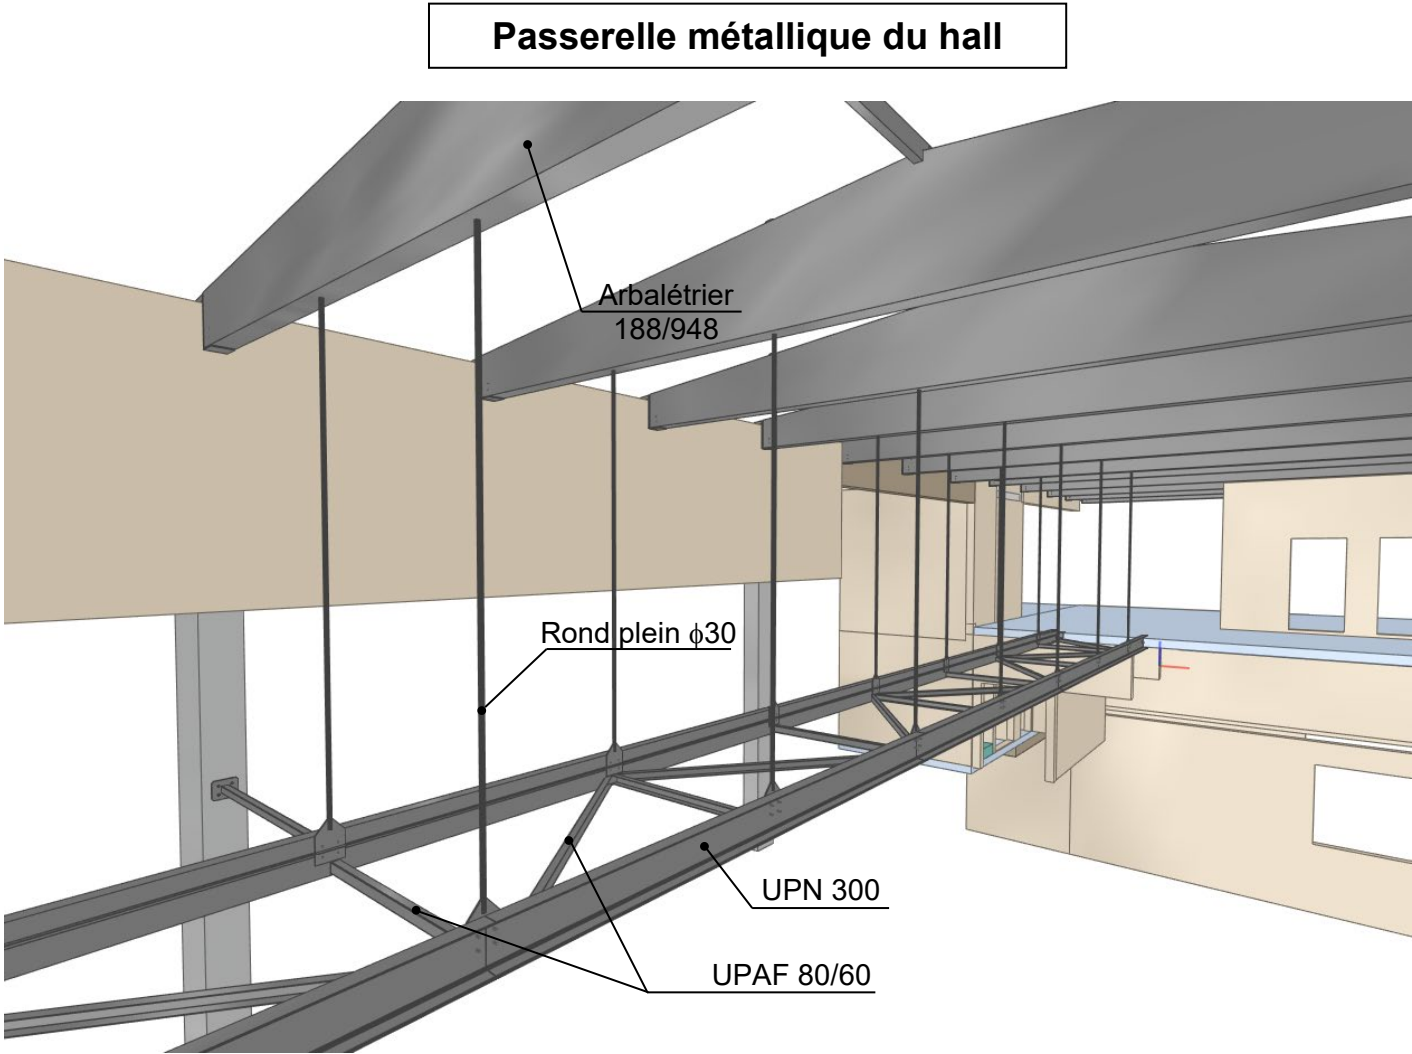 Passerelle métallique du hall
Arbalétrier
188/948
Rond plein ϕ30
UPN 300
UPAF 80/60